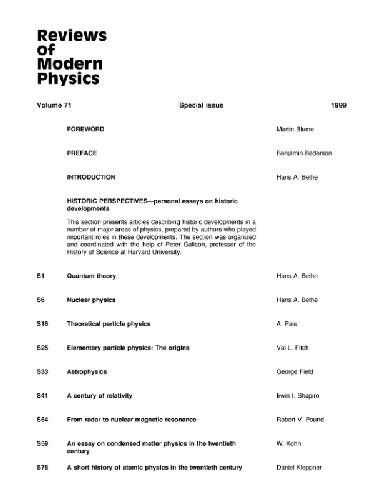 Reviews
of
Modern
Physics
Volume 71 Special Issue 1999
FOREWORD Martin Blume
PREFACE Benjamin Bederson
INTRODUCTION Hans A. Bethe
HISTORIC PERSPECTIVES—personal essays on historic
developments
This section presents articles describing historic developments in a
number of major areas of physics, prepared by authors who played
important roles in these developments. The section was organized
and coordinated with the help of Peter Galison, professor of the
History of Science at Harvard University.
S1 Quantum theory Hans A. Bethe
S6 Nuclear physics Hans A. Bethe
S16 Theoretical particle physics A. Pais
S25 Elementary particle physics: The origins Val L. Fitch
S33 Astrophysics George Field
S41 A century of relativity Irwin I. Shapiro
S54 From radar to nuclear magnetic resonance Robert V. Pound
S59 An essay on condensed matter physics in the twentieth W. Kohn
century
S78 A short history of atomic physics in the twentieth century Daniel Kleppner